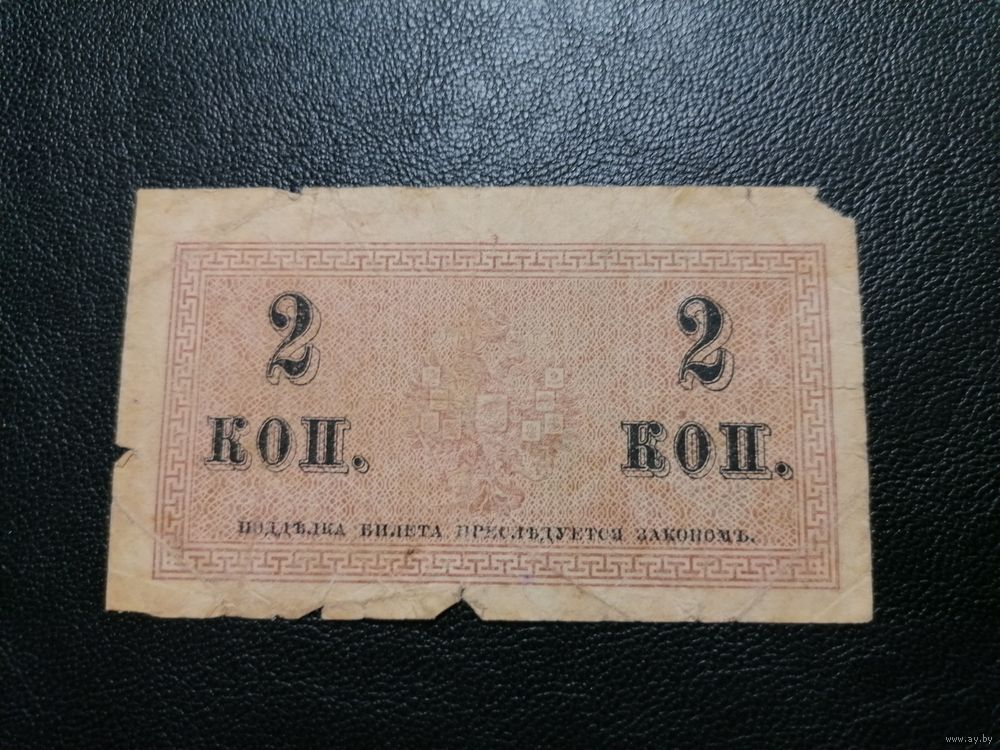 2 2
КОП. КОП.
ПОДДѢЛКА БИЛЕТА ПРЕСЛѢДУЕТСЯ ЗАКОНОМЪ.
www.ay.by